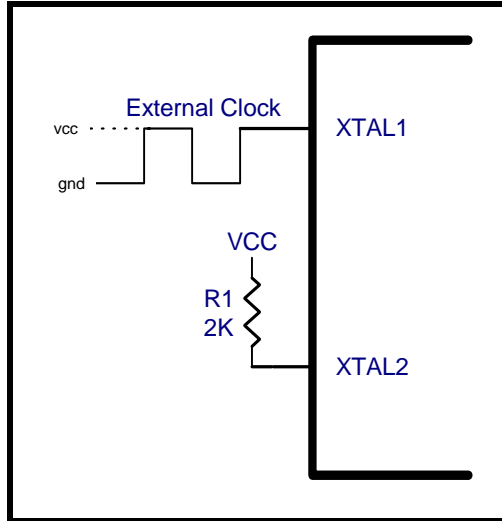 External Clock
vcc
XTAL1
gnd
VCC
R1
2K
XTAL2